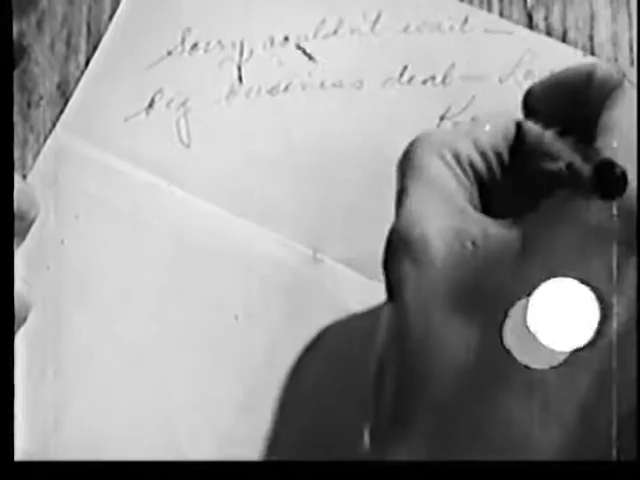 Sorry couldn't wait —
big business deal —